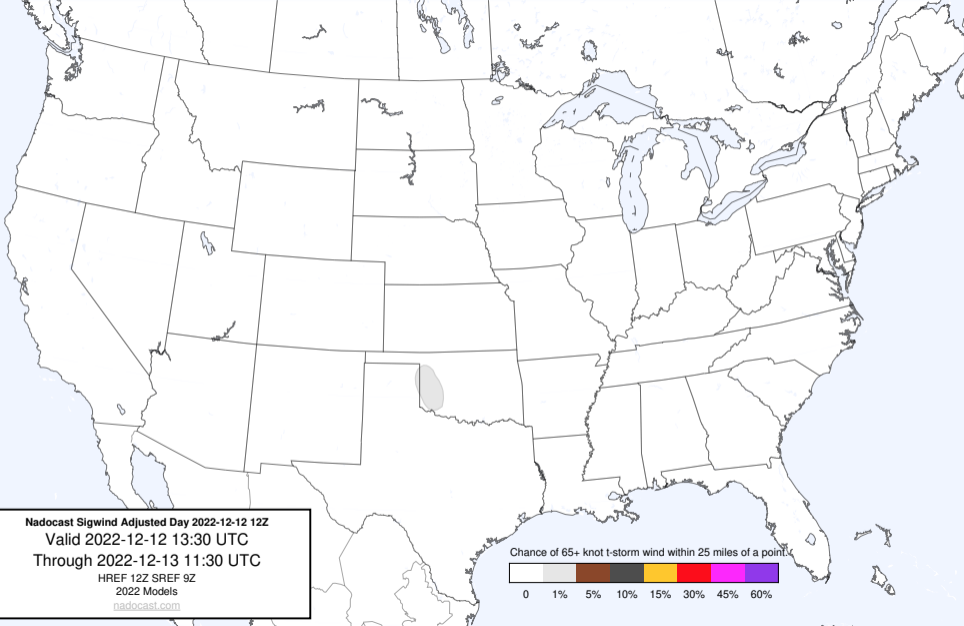 Nadocast Sigwind Adjusted Day 2022-12-12 12Z
Valid 2022-12-12 13:30 UTC
Through 2022-12-13 11:30 UTC
HREF 12Z SREF 9Z
2022 Models
nadocast.com
Chance of 65+ knot t-storm wind within 25 miles of a point.
0 1% 5% 10% 15% 30% 45% 60%